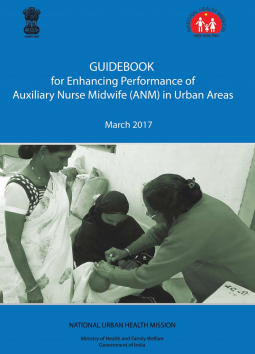 GUIDEBOOK
for Enhancing Performance of
Auxiliary Nurse Midwife (ANM) in Urban Areas
March 2017
NATIONAL URBAN HEALTH MISSION
Ministry of Health and Family Welfare
Government of India